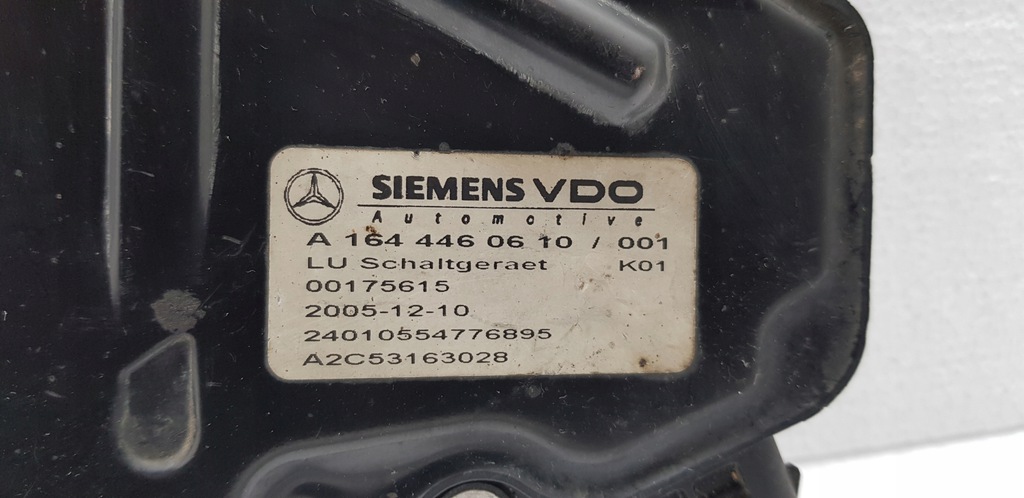 SIEMENS VDO
Automotive
A 164 446 06 10 / 001
LU Schaltgeraet K01
00175615
2005-12-10
24010554776895
A2C53163028